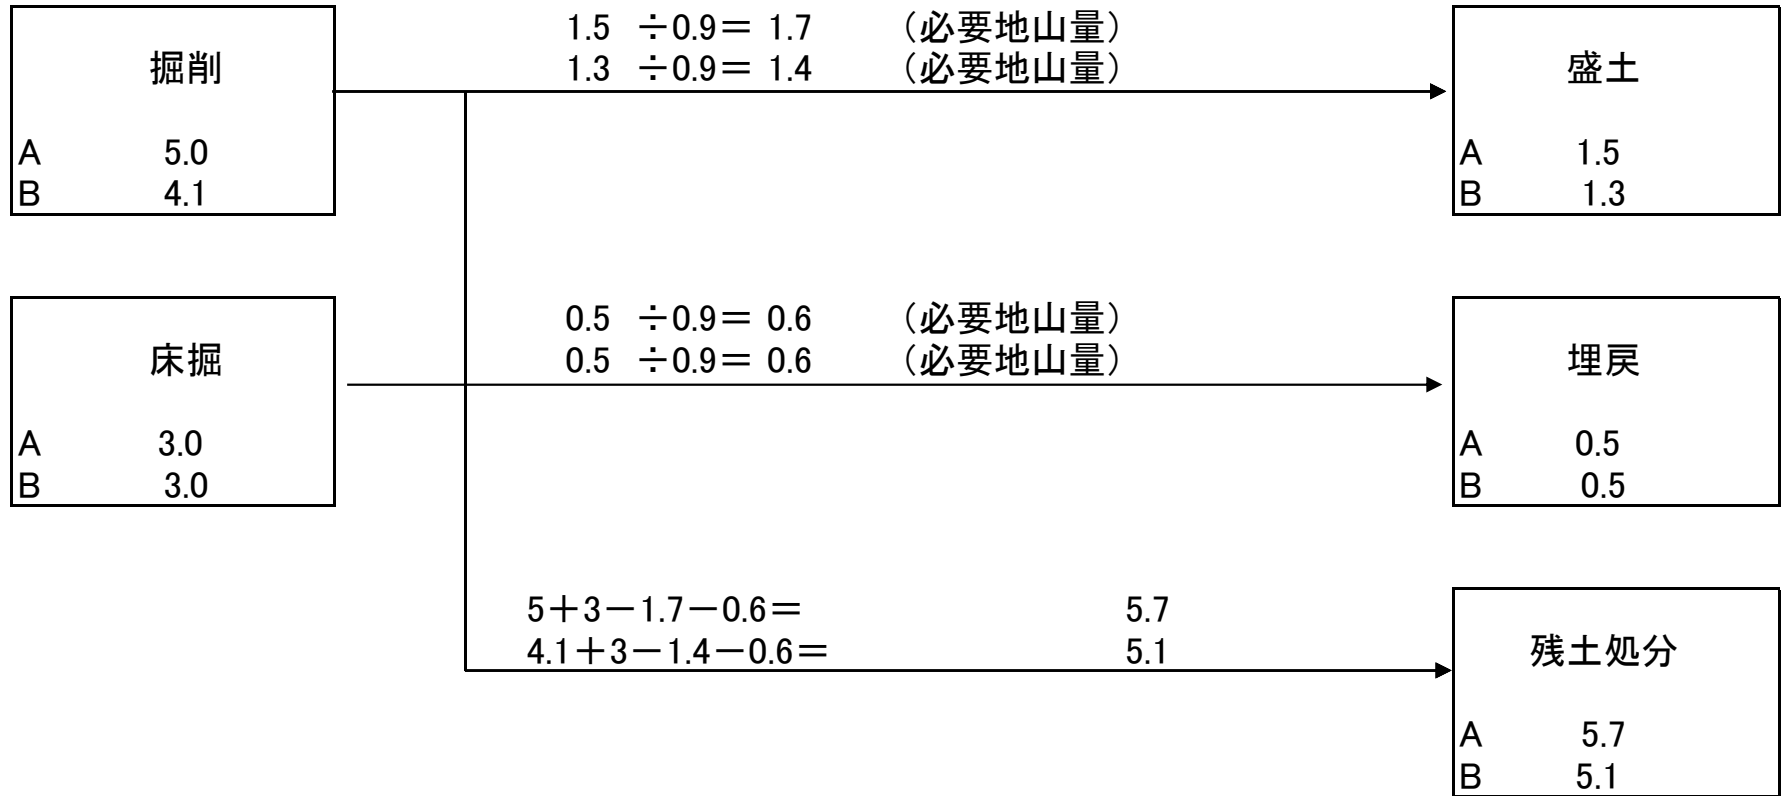 掘削
A 5.0
B 4.1
1.5 ÷0.9＝ 1.7 （必要地山量）
1.3 ÷0.9＝ 1.4 （必要地山量）
盛土
A 1.5
B 1.3
床掘
A 3.0
B 3.0
0.5 ÷0.9＝ 0.6 （必要地山量）
0.5 ÷0.9＝ 0.6 （必要地山量）
埋戻
A 0.5
B 0.5
5＋3－1.7－0.6＝ 5.7
4.1＋3－1.4－0.6＝ 5.1
残土処分
A 5.7
B 5.1